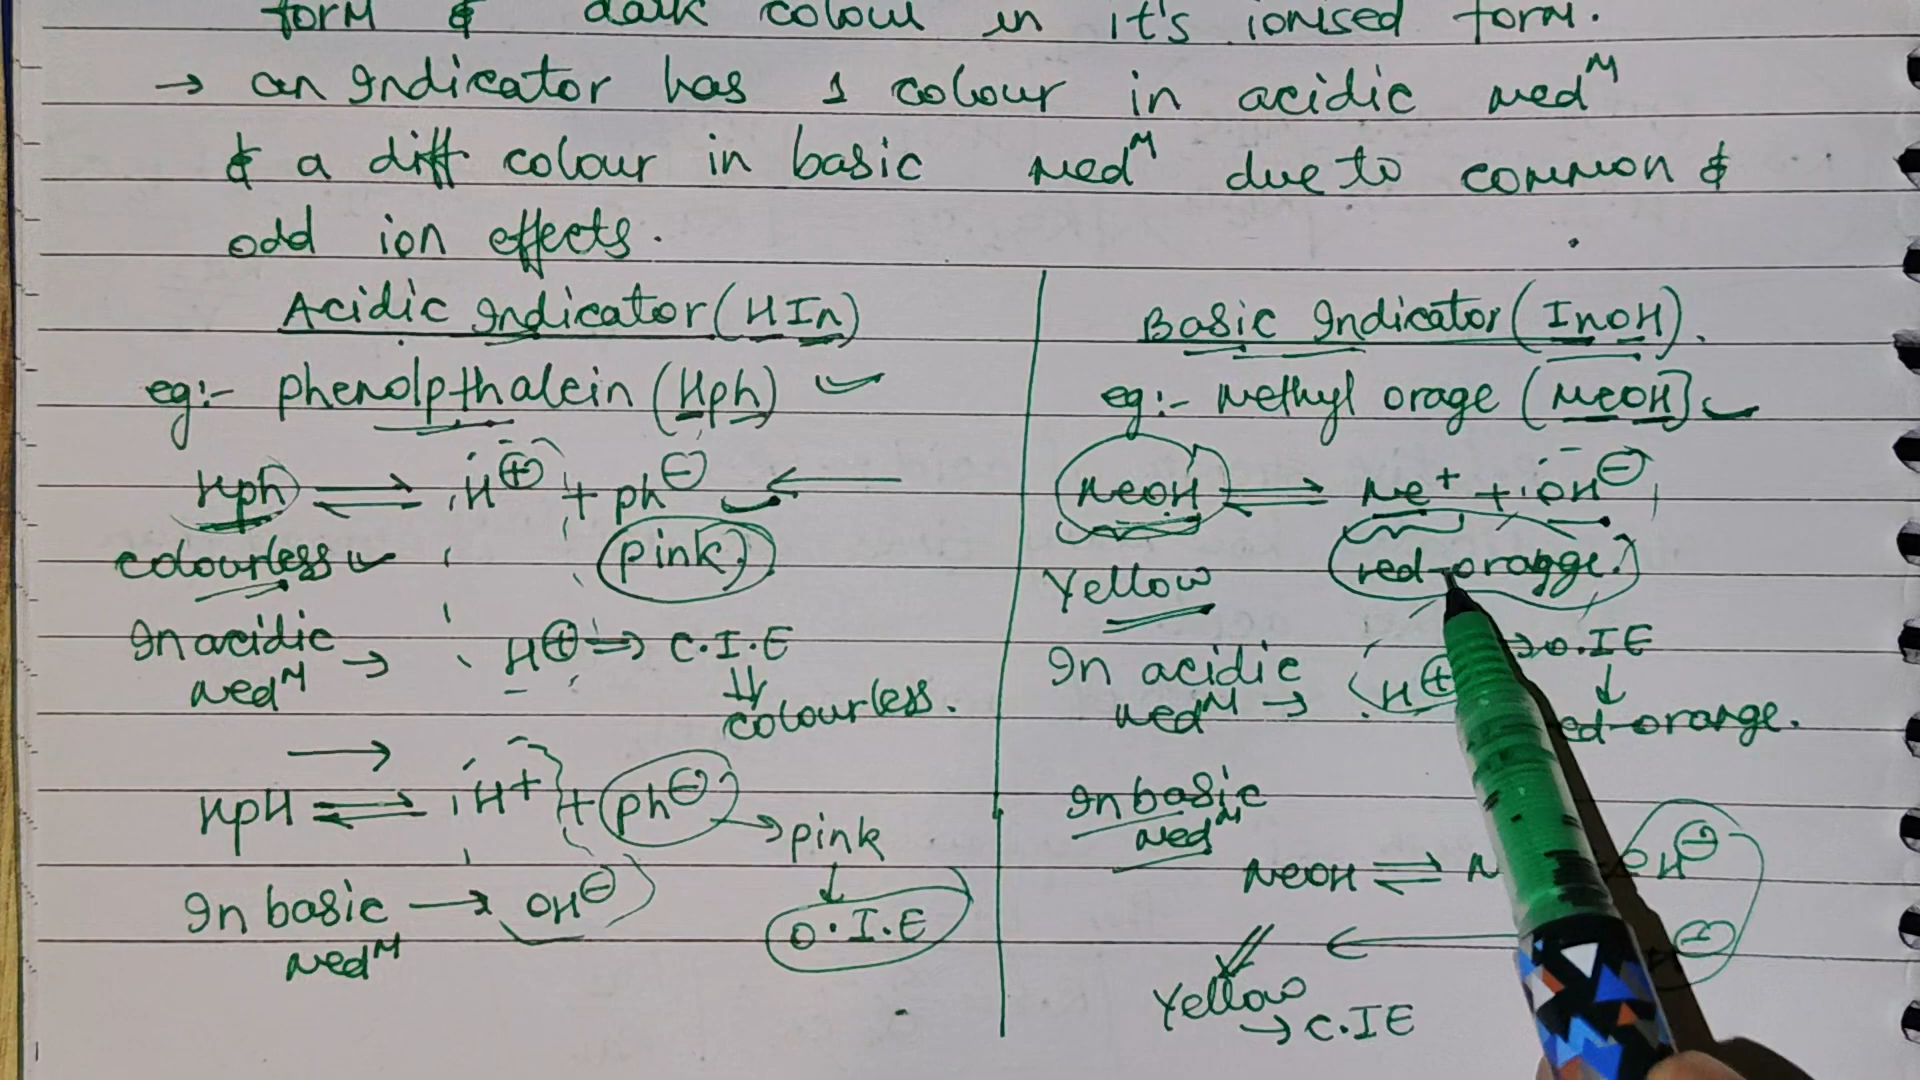 form & dark colour in it's ionised form.
→ an Indicator has 1 colour in acidic medᴹ
& a diff colour in basic medᴹ due to common &
odd ion effects.
Acidic Indicator (HIn)
eg:- phenolpthalein (Hph)
Hph ⇌ H⊕ + ph⊖ ←
colourless pink
In acidic medᴹ → H⊕ ⇒ C.I.E
⇓
colourless.
→
HpH ⇌ H+ + ph⊖ → pink
↓
In basic medᴹ → OH⊖ O.I.E
Basic Indicator (InOH).
eg:- Methyl orage (MeOH)
MeOH ⇌ Me+ + OH⊖
Yellow red-oragge.
In acidic medᴹ → H⊕ → O.IE
↓
ed-orange.
In basic medᴹ
MeOH ⇌ OH⊖
←
Yellow
→ C.IE